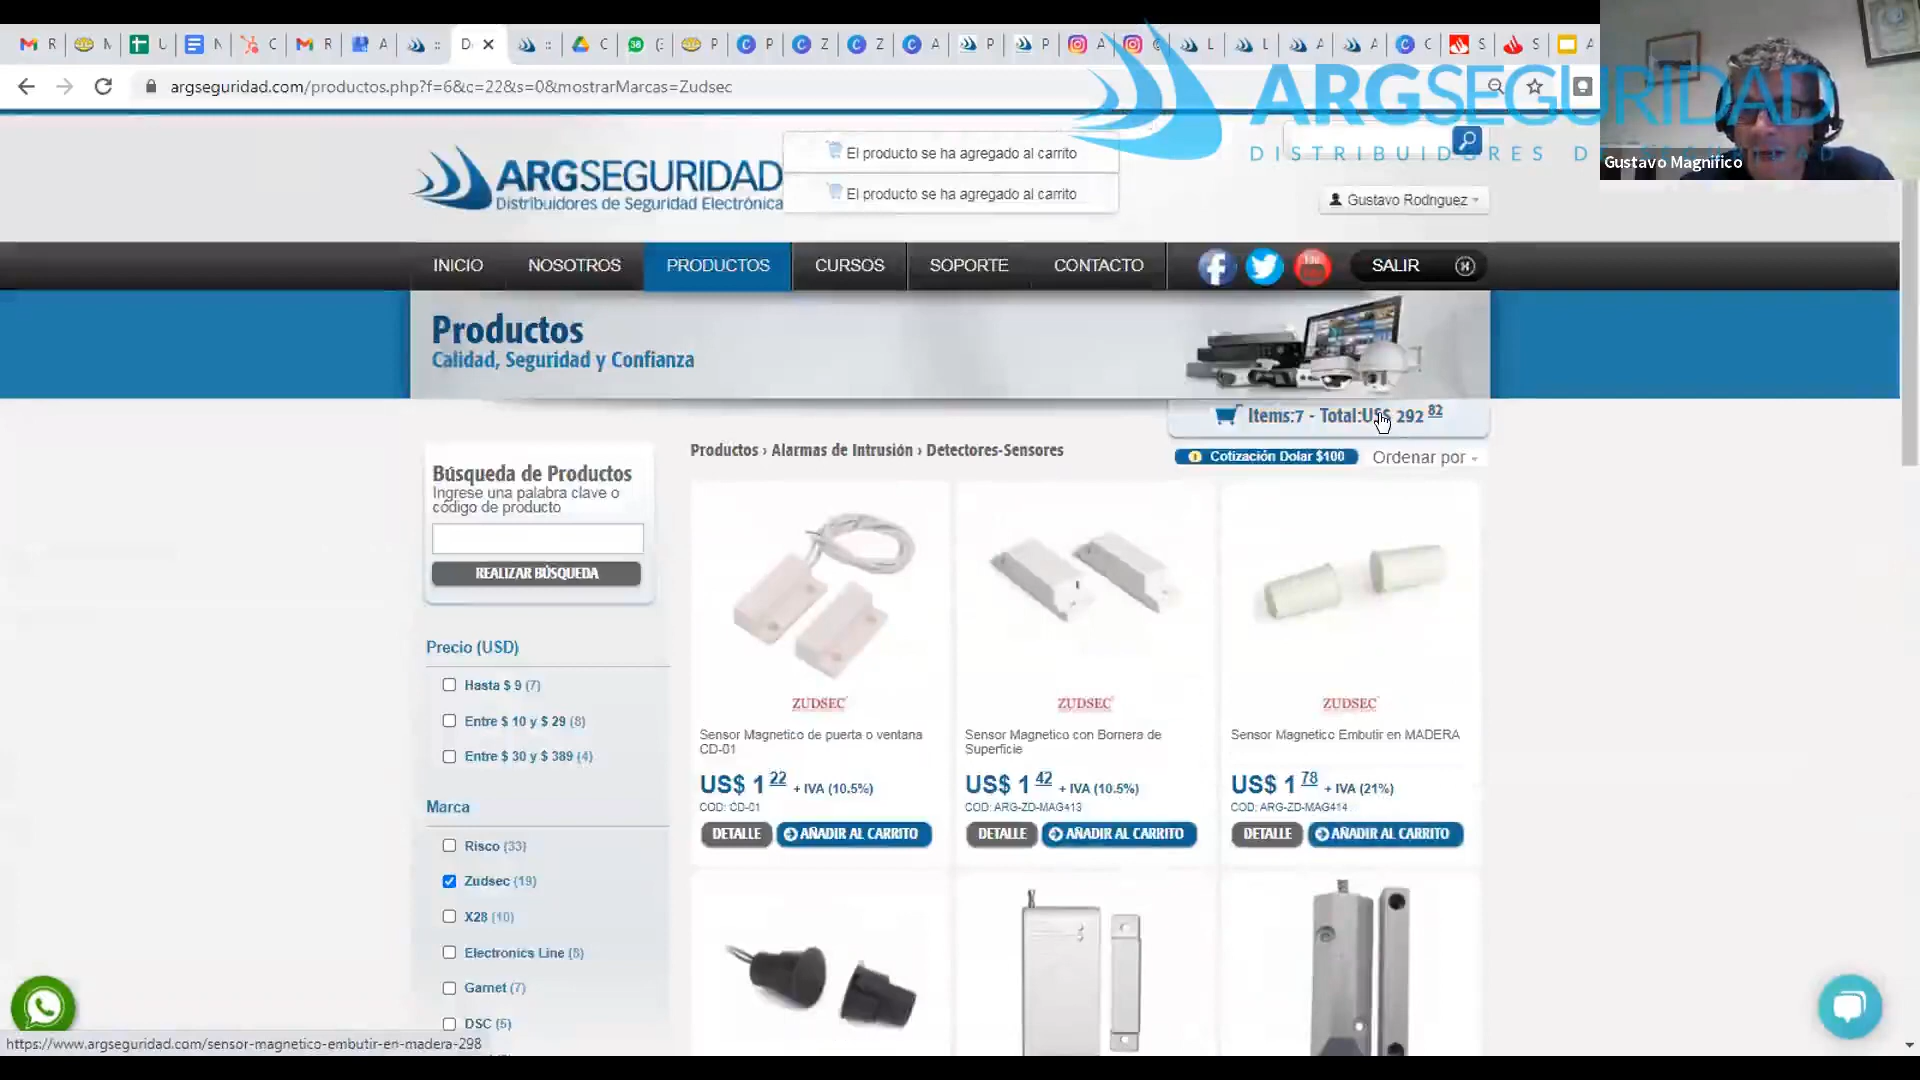 argseguridad.com/productos.php?f=6&c=22&s=0&mostrarMarcas=Zudsec
ARGSEGURIDAD
DISTRIBUIDORES DE SEGURIDAD
Gustavo Magnífico
ARGSEGURIDAD
Distribuidores de Seguridad Electrónica
El producto se ha agregado al carrito
El producto se ha agregado al carrito
Gustavo Rodriguez
INICIO NOSOTROS PRODUCTOS CURSOS SOPORTE CONTACTO SALIR
Productos
Calidad, Seguridad y Confianza
Items:7 - Total:US$ 292 82
Productos › Alarmas de Intrusión › Detectores-Sensores
Cotización Dolar $100 Ordenar por
Búsqueda de Productos
Ingrese una palabra clave o
código de producto
REALIZAR BÚSQUEDA
Precio (USD)
Hasta $ 9 (7)
Entre $ 10 y $ 29 (8)
Entre $ 30 y $ 389 (4)
Marca
Risco (33)
Zudsec (19)
X28 (10)
Electronics Line (8)
Garnet (7)
DSC (5)
ZUDSEC
Sensor Magnetico de puerta o ventana
CD-01
US$ 1 22 + IVA (10.5%)
COD: CD-01
DETALLE AÑADIR AL CARRITO
ZUDSEC
Sensor Magnetico con Bornera de
Superficie
US$ 1 42 + IVA (10.5%)
COD: ARG-ZD-MAG413
DETALLE AÑADIR AL CARRITO
ZUDSEC
Sensor Magnetico Embutir en MADERA
US$ 1 78 + IVA (21%)
COD: ARG-ZD-MAG414
DETALLE AÑADIR AL CARRITO
https://www.argseguridad.com/sensor-magnetico-embutir-en-madera-298